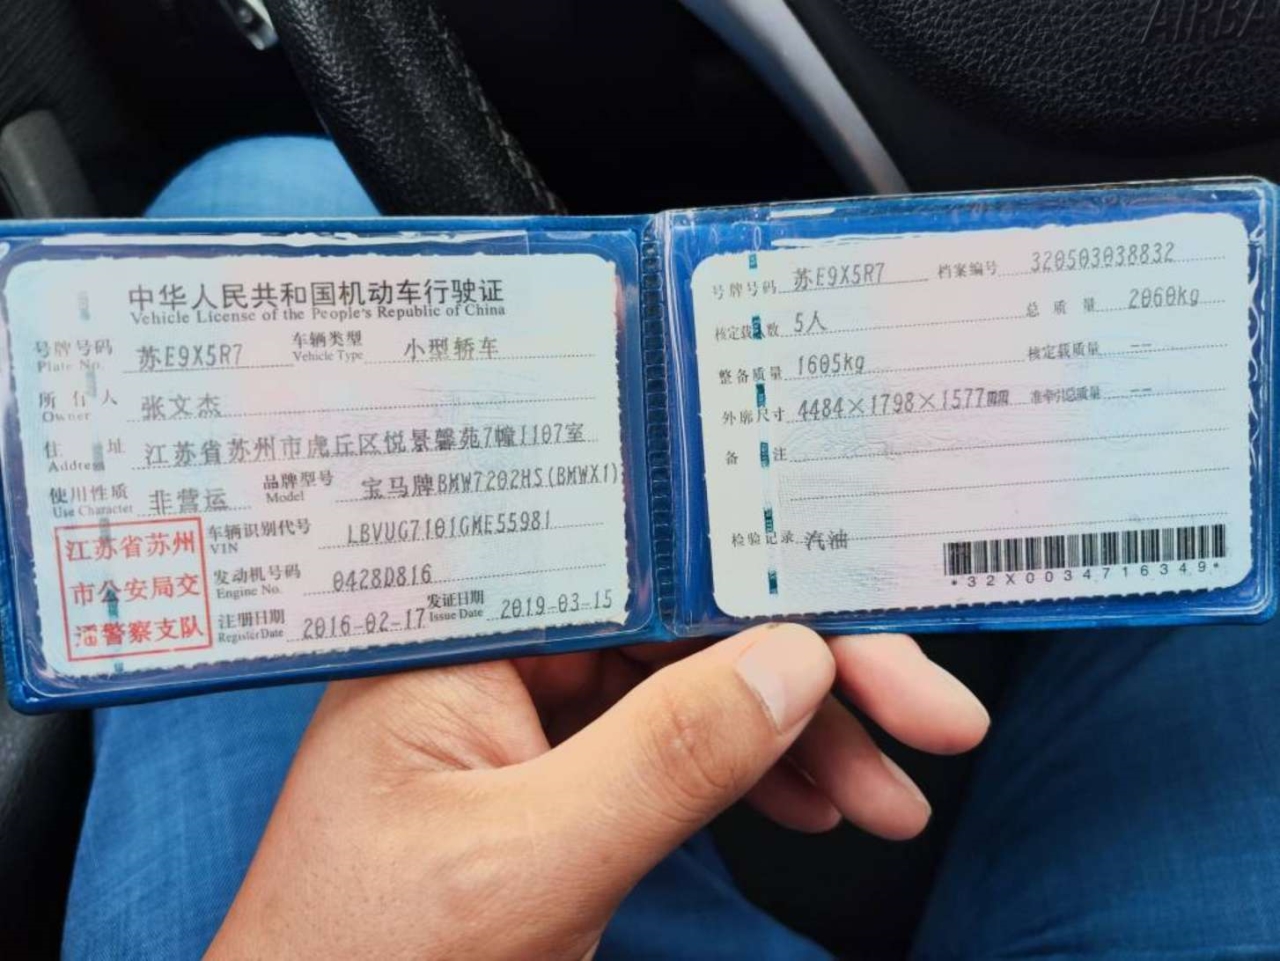 AIRBA
中华人民共和国机动车行驶证
Vehicle License of the People's Republic of China
号牌号码 苏E9X5R7 车辆类型 小型轿车
Plate No. Vehicle Type
所有人 张文杰
Owner
住址 江苏省苏州市虎丘区悦景馨苑7幢1107室
Address
使用性质 非营运 品牌型号 宝马牌BMW7202HS(BMWX1)
Use Character Model
江苏省苏州
市公安局交
警察支队
车辆识别代号 LBVUG7101GME55981
VIN
发动机号码 0428D816
Engine No.
注册日期 2016-02-17 发证日期 2019-03-15
Register Date Issue Date
号牌号码 苏E9X5R7 档案编号 320503038832
核定载人数 5人 总质量 2060kg
整备质量 1605kg 核定载质量 --
外廓尺寸 4484×1798×1577mm 准牵引总质量 --
备注
检验记录 汽油
*32X0034716349*